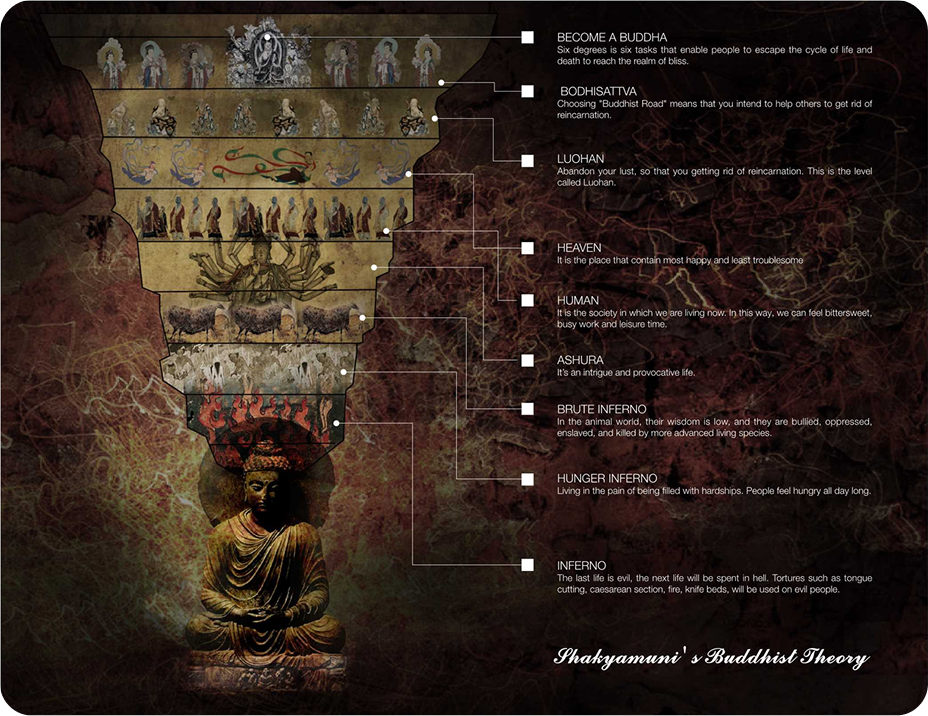 BECOME A BUDDHA
Six degrees is six tasks that enable people to escape the cycle of life and
death to reach the realm of bliss.
BODHISATTVA
Choosing "Buddhist Road" means that you intend to help others to get rid of
reincarnation.
LUOHAN
Abandon your lust, so that you getting rid of reincarnation. This is the level
called Luohan.
HEAVEN
It is the place that contain most happy and least troublesome
HUMAN
It is the society in which we are living now. In this way, we can feel bittersweet,
busy work and leisure time.
ASHURA
It's an intrigue and provocative life.
BRUTE INFERNO
In the animal world, their wisdom is low, and they are bullied, oppressed,
enslaved, and killed by more advanced living species.
HUNGER INFERNO
Living in the pain of being filled with hardships. People feel hungry all day long.
INFERNO
The last life is evil, the next life will be spent in hell. Tortures such as tongue
cutting, caesarean section, fire, knife beds, will be used on evil people.
Shakyamuni's Buddhist Theory